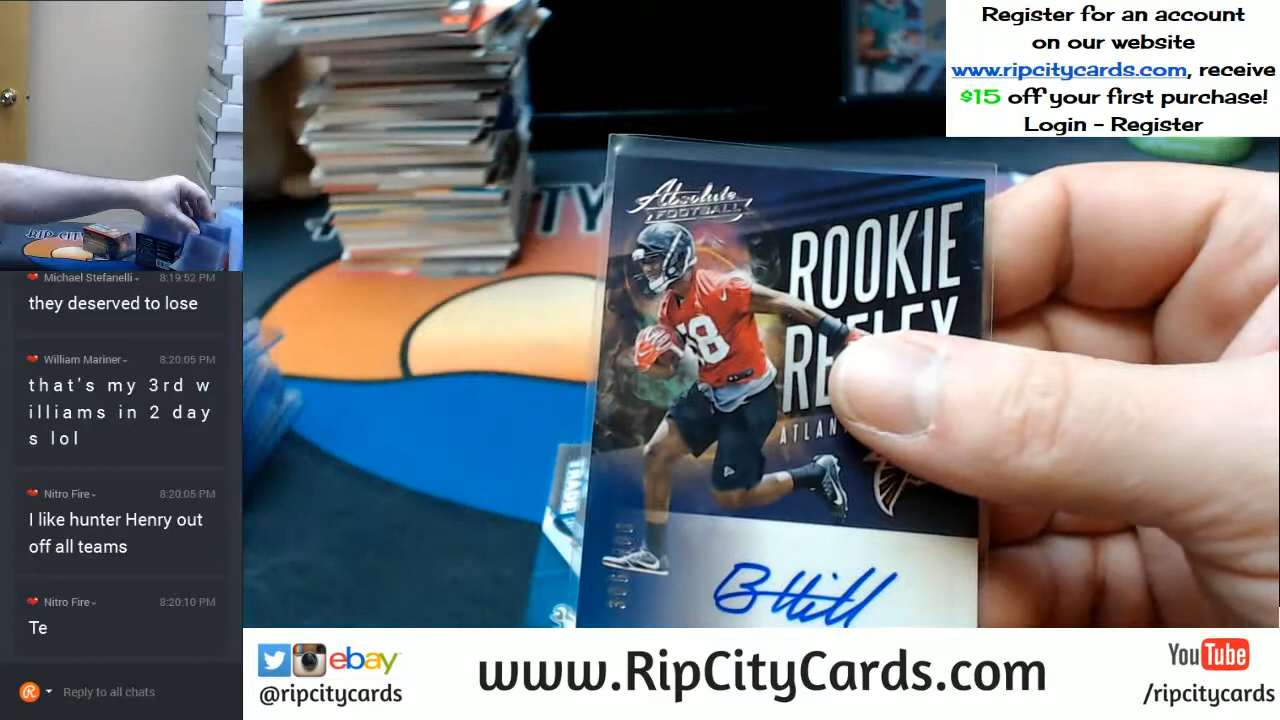 Register for an account
on our website
www.ripcitycards.com, receive
$15 off your first purchase!
Login - Register
RIP CITY
Michael Stefanelli 8:19:52 PM
they deserved to lose
William Mariner 8:20:05 PM
that's my 3rd w
illiams in 2 day
s lol
Nitro Fire 8:20:05 PM
I like hunter Henry out
off all teams
Nitro Fire 8:20:10 PM
Te
Reply to all chats
Absolute
FOOTBALL
ROOKIE
58
B Hill
ebay
@ripcitycards
www.RipCityCards.com
YouTube
/ripcitycards